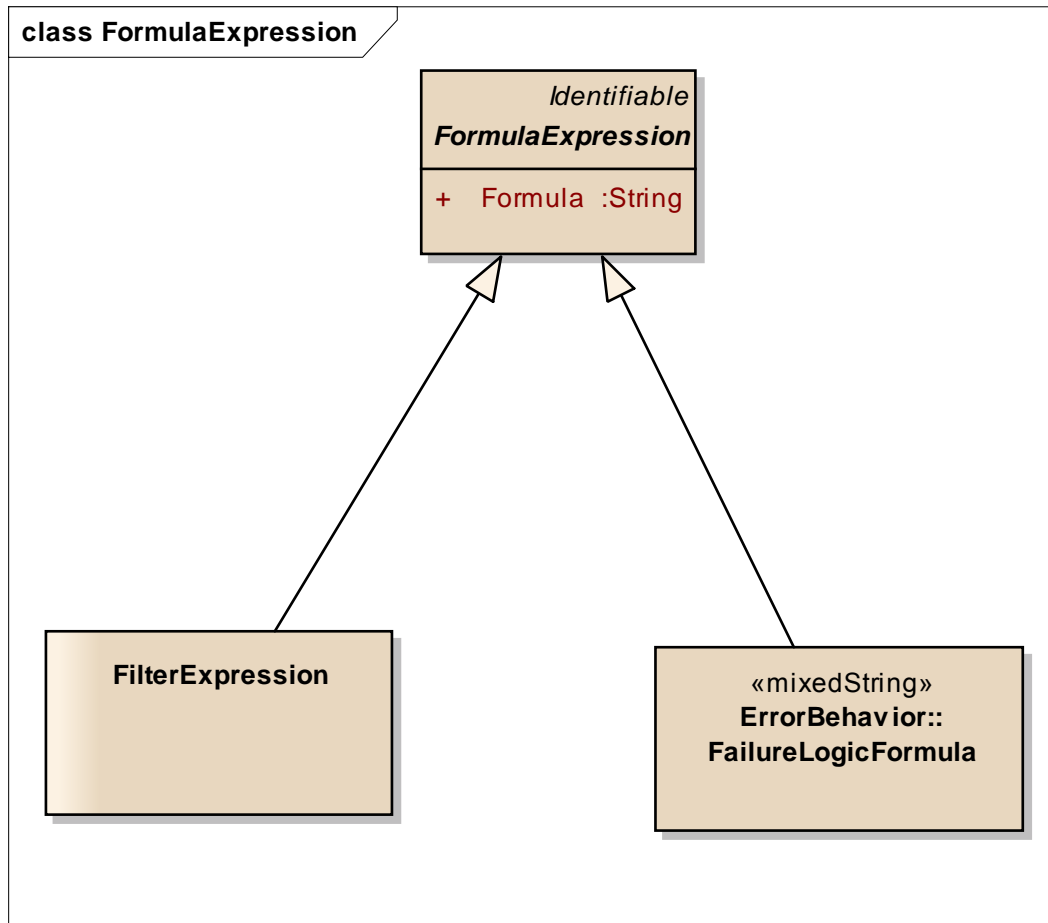 class FormulaExpression
Identifiable
FormulaExpression
+ Formula :String
FilterExpression
«mixedString»
ErrorBehavior::
FailureLogicFormula